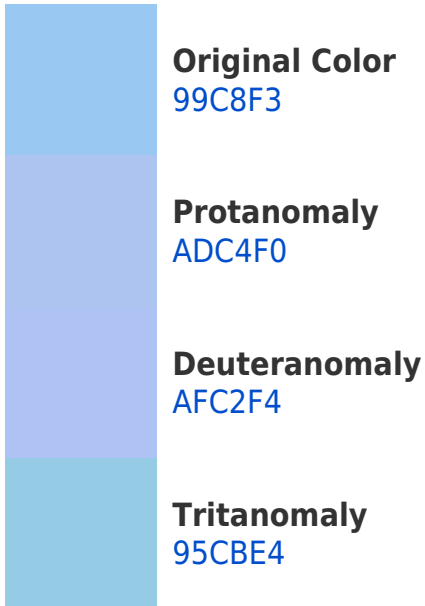 Original Color
99C8F3
Protanomaly
ADC4F0
Deuteranomaly
AFC2F4
Tritanomaly
95CBE4